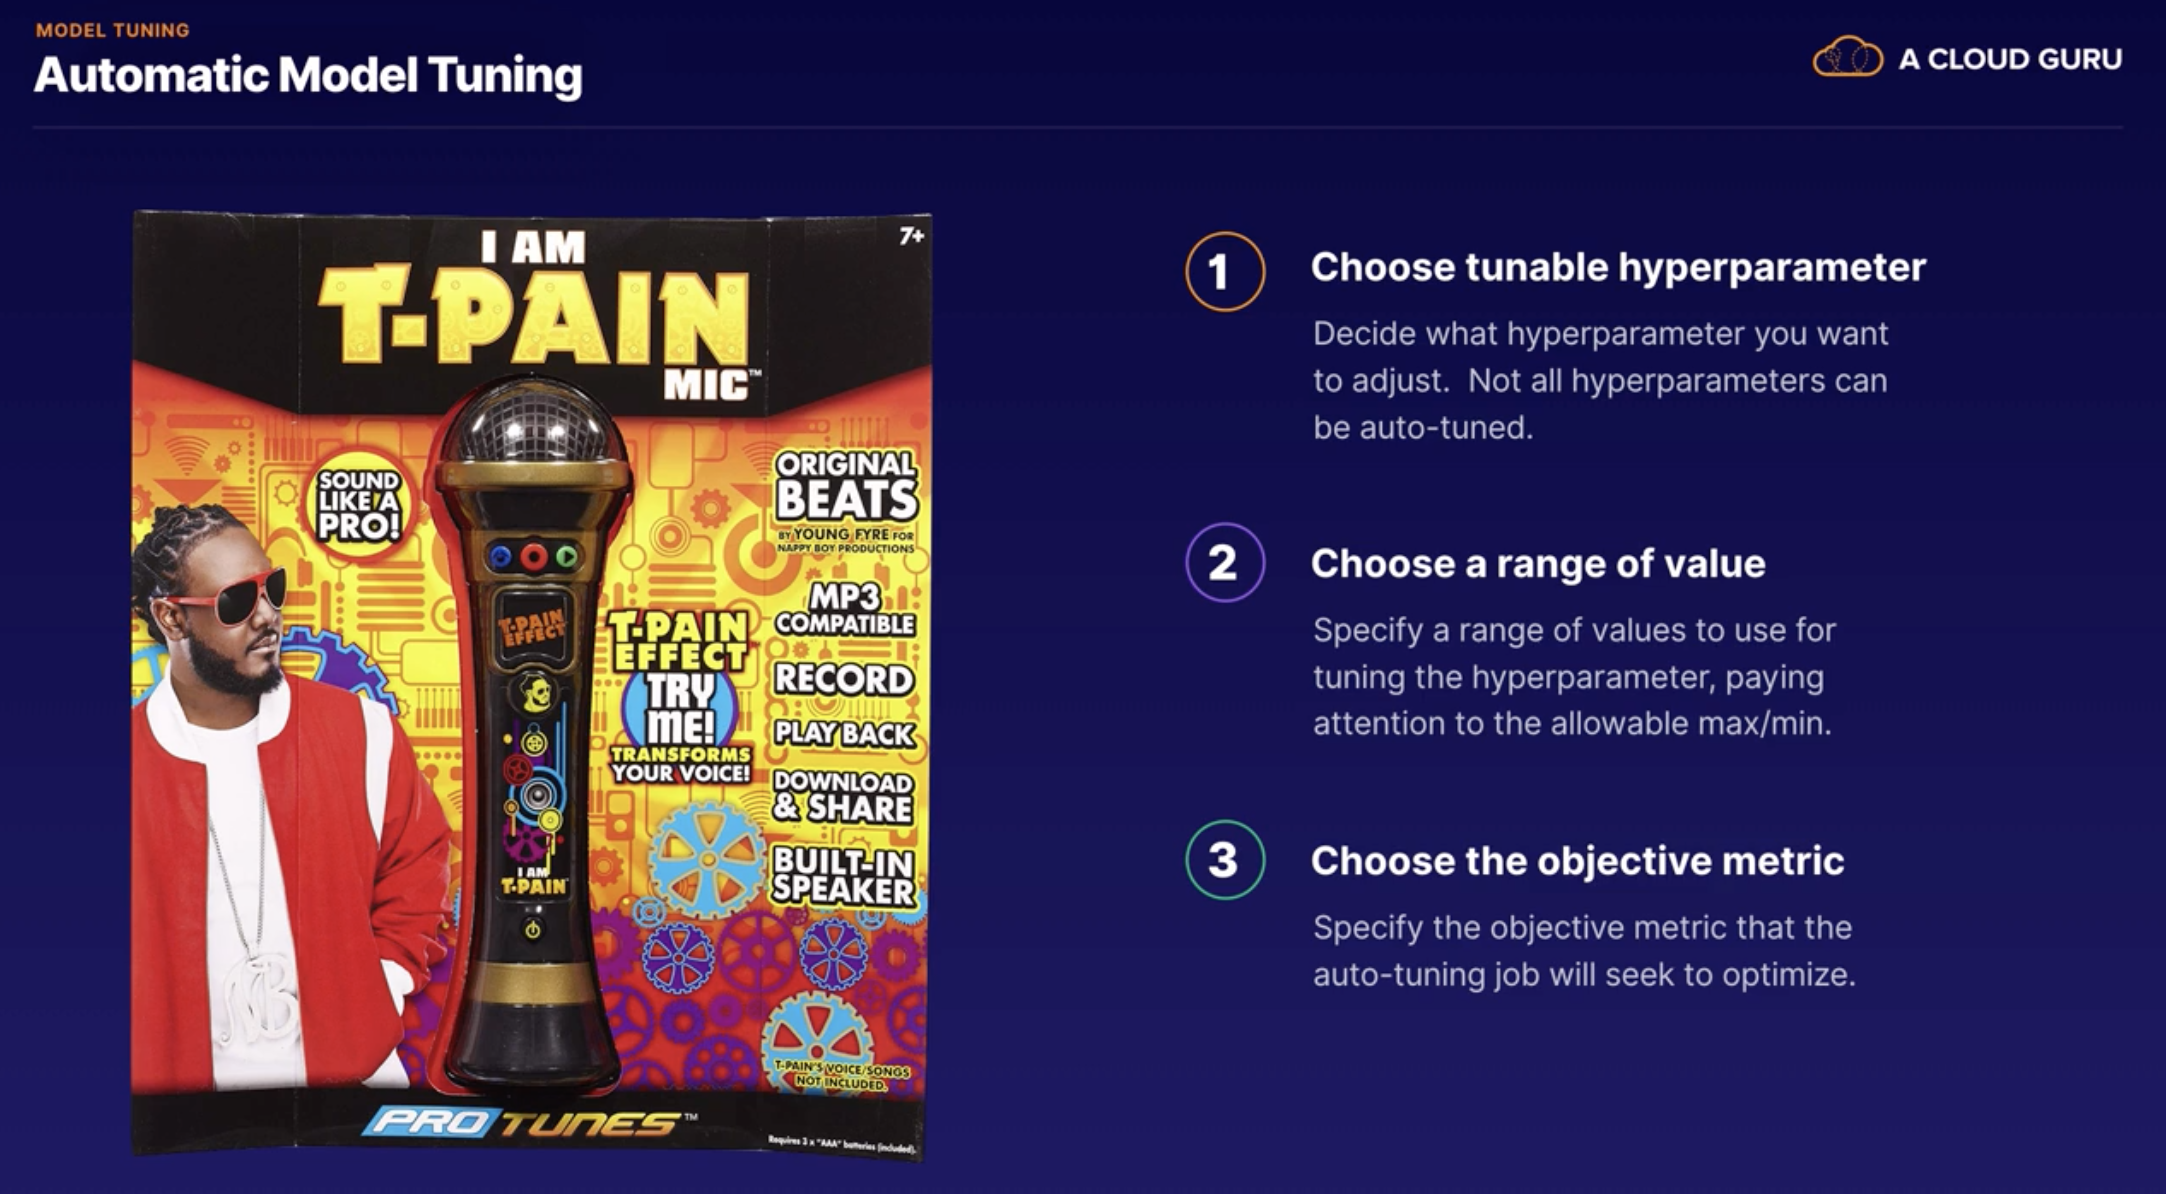 MODEL TUNING
Automatic Model Tuning
A CLOUD GURU
I AM
T-PAIN
MIC™
7+
SOUND
LIKE A
PRO!
ORIGINAL
BEATS
BY YOUNG FYRE FOR
NAPPY BOY PRODUCTIONS
MP3
COMPATIBLE
RECORD
PLAY BACK
DOWNLOAD
& SHARE
BUILT-IN
SPEAKER
T-PAIN
EFFECT
T-PAIN
EFFECT
TRY
ME!
TRANSFORMS
YOUR VOICE!
I AM
T-PAIN
T-PAIN'S VOICE/SONGS
NOT INCLUDED.
PRO TUNES™
Requires 3 x "AAA" batteries (included).
1
Choose tunable hyperparameter
Decide what hyperparameter you want
to adjust.  Not all hyperparameters can
be auto-tuned.
2
Choose a range of value
Specify a range of values to use for
tuning the hyperparameter, paying
attention to the allowable max/min.
3
Choose the objective metric
Specify the objective metric that the
auto-tuning job will seek to optimize.